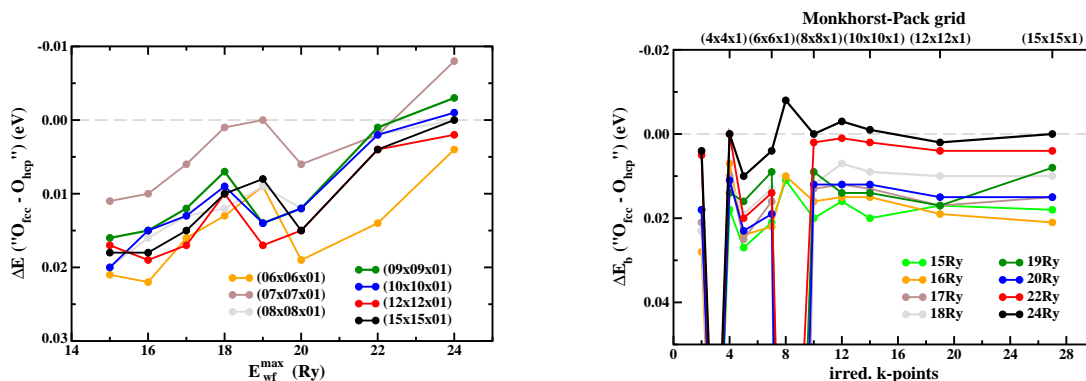 -0.01
0.00
0.01
0.02
0.03
14
16
18
20
22
24
ΔE ("O_fcc - O_hcp") (eV)
E_wf^max (Ry)
(06x06x01)
(07x07x01)
(08x08x01)
(09x09x01)
(10x10x01)
(12x12x01)
(15x15x01)
Monkhorst-Pack grid
(4x4x1) (6x6x1) (8x8x1) (10x10x1) (12x12x1) (15x15x1)
-0.02
0.00
0.02
0.04
0 4 8 12 16 20 24 28
ΔE_b ("O_fcc - O_hcp") (eV)
irred. k-points
15Ry
16Ry
17Ry
18Ry
19Ry
20Ry
22Ry
24Ry